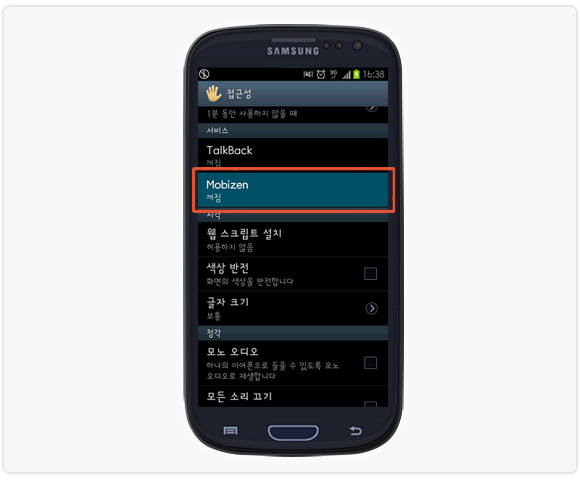 SAMSUNG
3G
16:38
접근성
1분 동안 사용하지 않을 때
서비스
TalkBack
꺼짐
Mobizen
꺼짐
시각
웹 스크립트 설치
허용하지 않음
색상 반전
화면의 색상을 반전합니다
글자 크기
보통
청각
모노 오디오
하나의 이어폰으로 들을 수 있도록 모노
오디오로 재생합니다
모든 소리 끄기